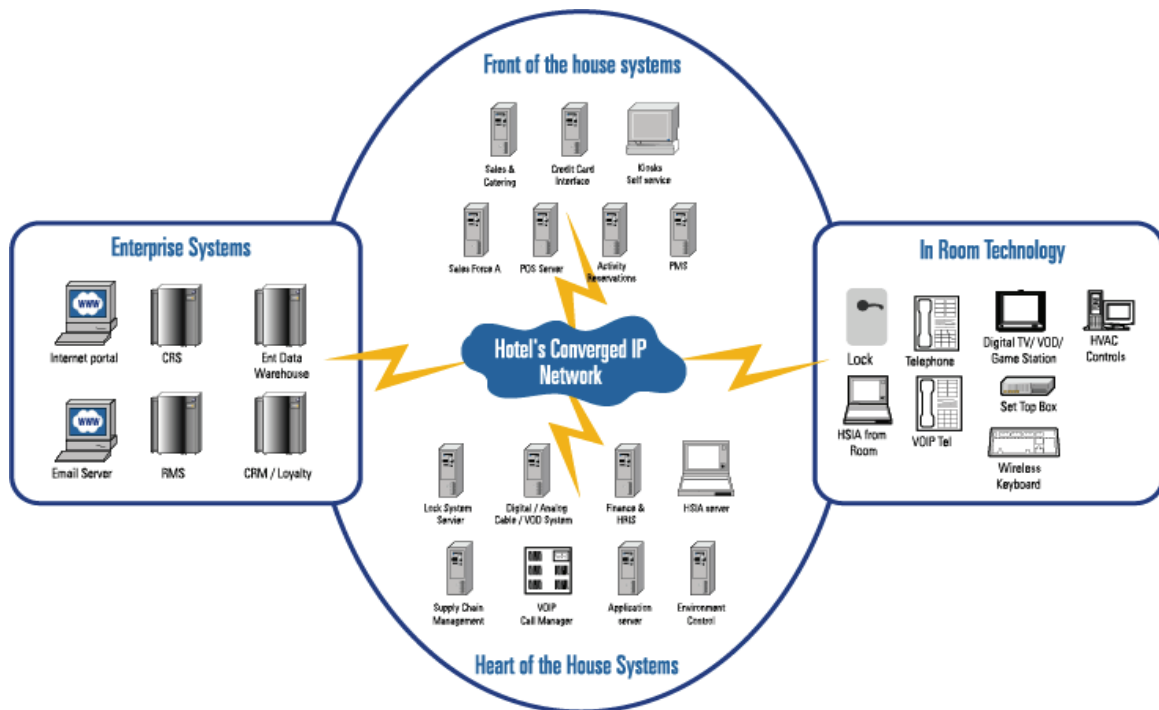 Front of the house systems
Sales &
Catering
Credit Card
Interface
Kiosks
Self service
Sales Force A
POS Server
Activity
Reservations
PMS
Enterprise Systems
WWW
Internet portal
CRS
Ent Data
Warehouse
WWW
Email Server
RMS
CRM / Loyalty
Hotel's Converged IP
Network
In Room Technology
Lock
Telephone
Digital TV/ VOD/
Game Station
HVAC
Controls
HSIA from
Room
VOIP Tel
Set Top Box
Wireless
Keyboard
Lock System
Servier
Digital / Analog
Cable / VOD System
Finance &
HRIS
HSIA server
Supply Chain
Management
VOIP
Call Manager
Application
server
Environment
Control
Heart of the House Systems